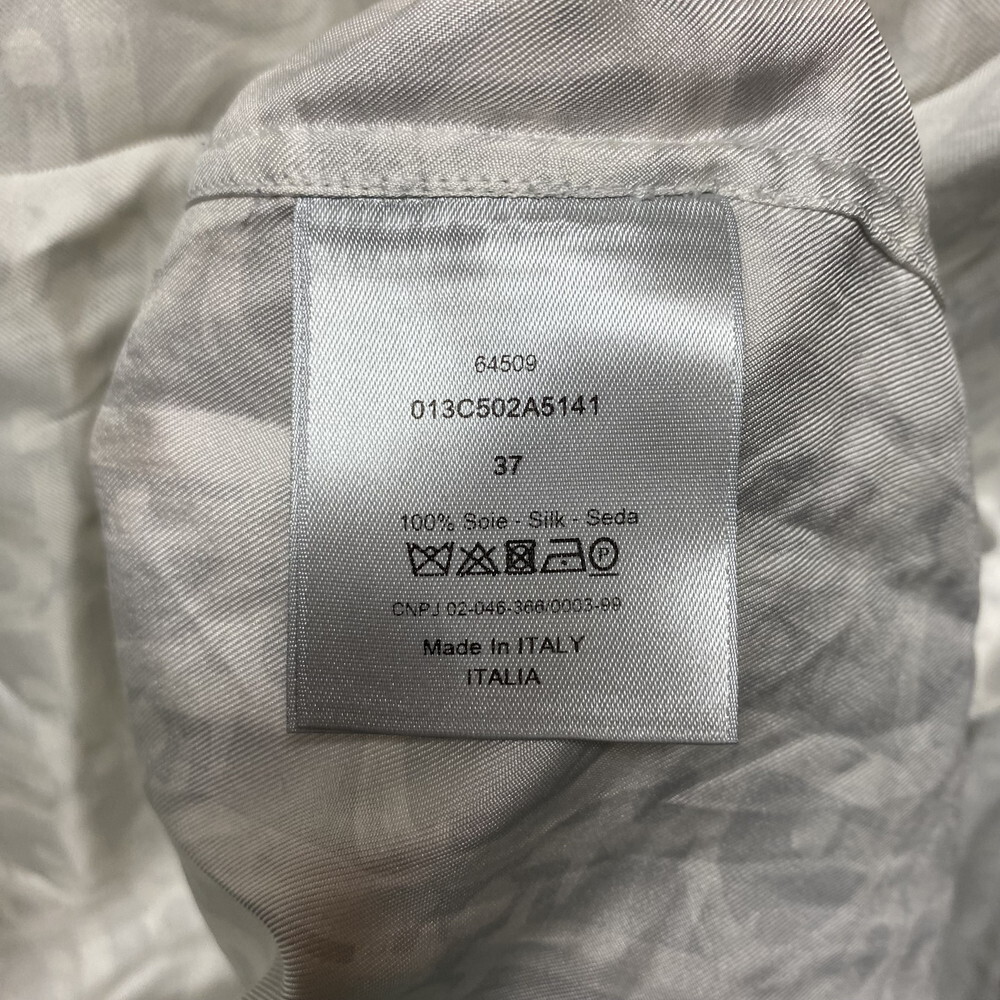 64509
013C502A5141
37
100% Soie - Silk - Seda
P
CNPJ 02-046-366/0003-99
Made In ITALY
ITALIA